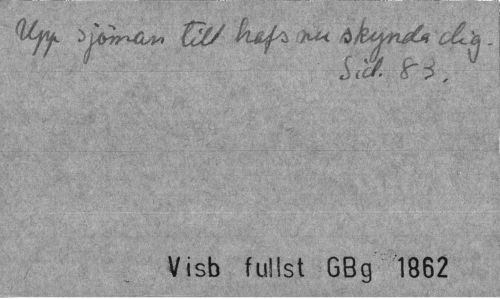 Upp sjöman till hafs nu skynda dig.
Sid. 83.
Visb fullst GBg 1862